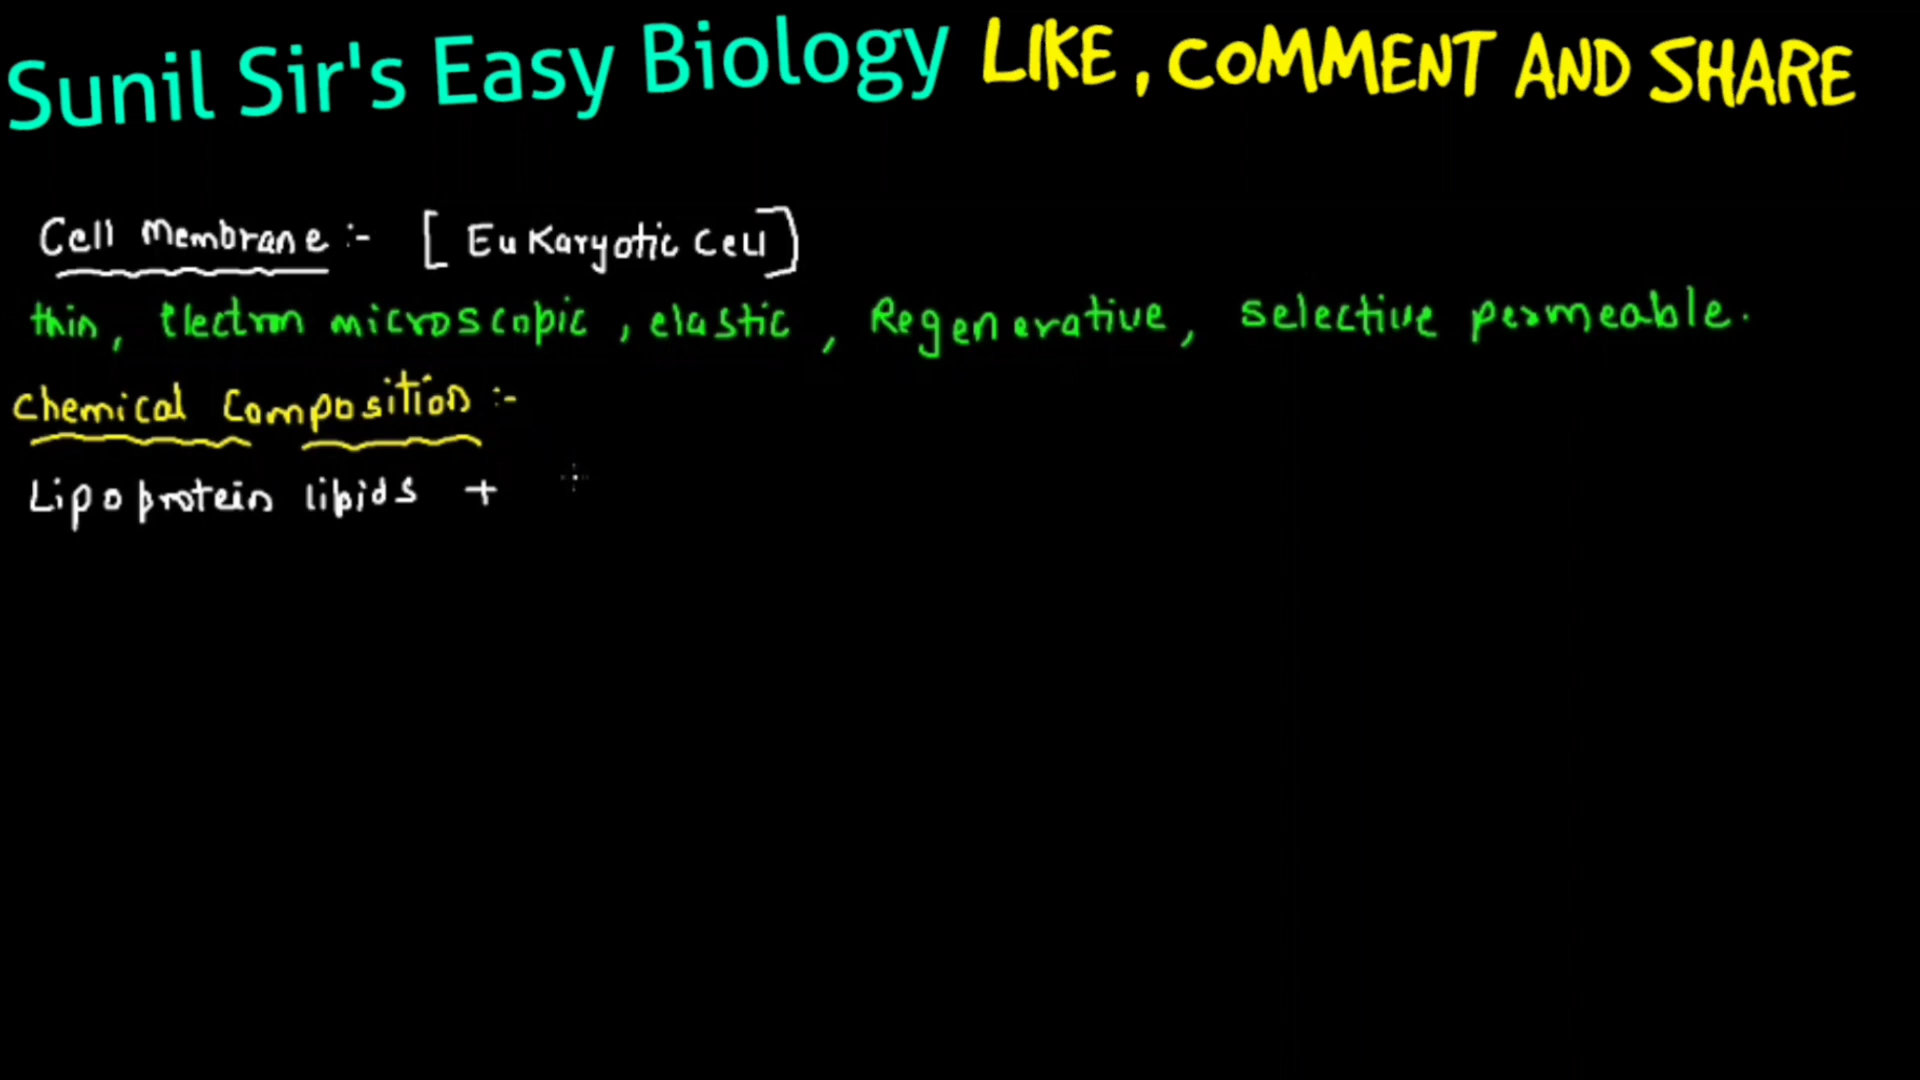 Sunil Sir's Easy Biology LIKE, COMMENT AND SHARE
Cell Membrane :- [ Eukaryotic Cell ]
thin, Electron microscopic, elastic, Regenerative, selective permeable.
Chemical Composition :-
Lipoprotein lipids +